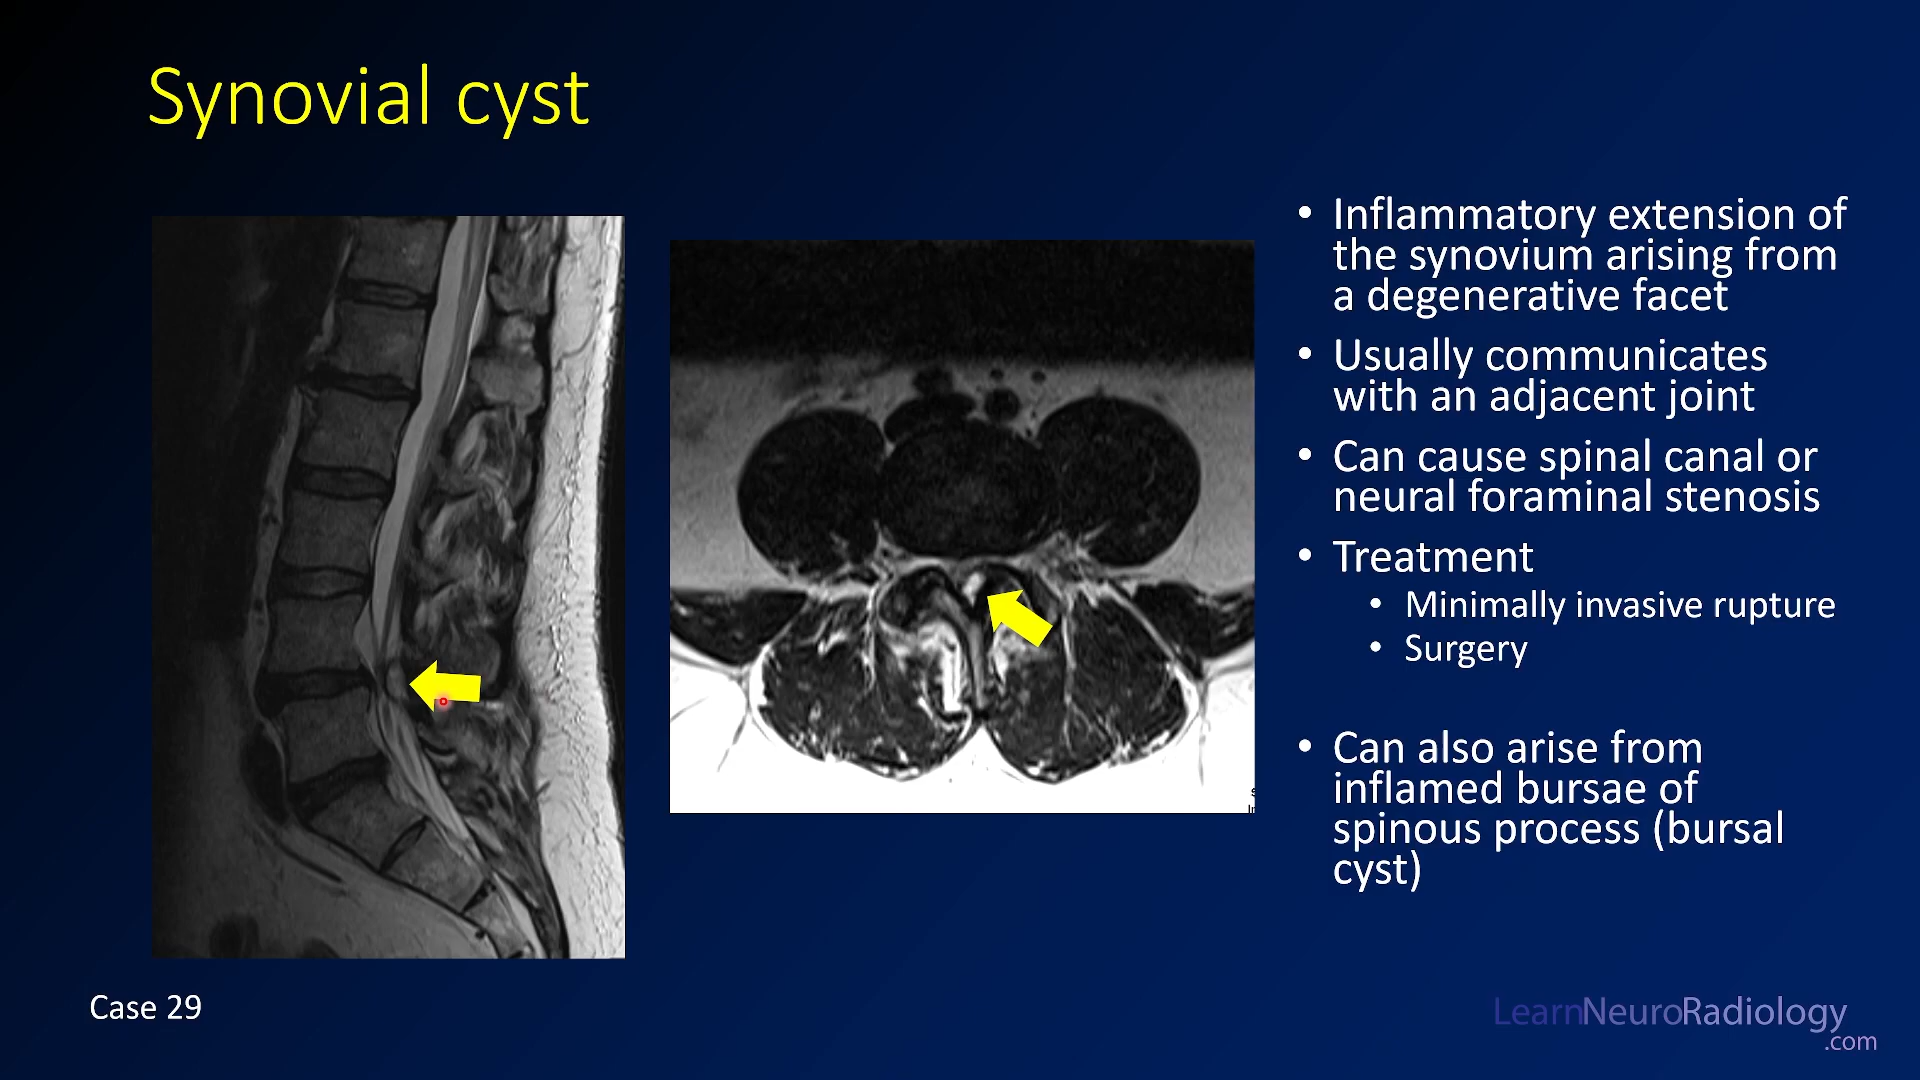 Synovial cyst
• Inflammatory extension of
the synovium arising from
a degenerative facet
• Usually communicates
with an adjacent joint
• Can cause spinal canal or
neural foraminal stenosis
• Treatment
• Minimally invasive rupture
• Surgery
• Can also arise from
inflamed bursae of
spinous process (bursal
cyst)
Case 29
LearnNeuroRadiology
.com